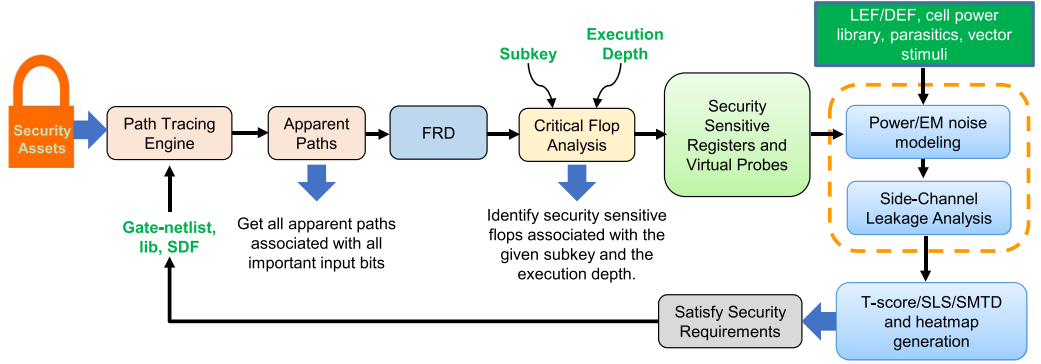 LEF/DEF, cell power
library, parasitics, vector
stimuli
Subkey
Execution
Depth
Security
Assets
Path Tracing
Engine
Apparent
Paths
FRD
Critical Flop
Analysis
Security
Sensitive
Registers and
Virtual Probes
Power/EM noise
modeling
Side-Channel
Leakage Analysis
Gate-netlist,
lib, SDF
Get all apparent paths
associated with all
important input bits
Identify security sensitive
flops associated with the
given subkey and the
execution depth.
Satisfy Security
Requirements
T-score/SLS/SMTD
and heatmap
generation